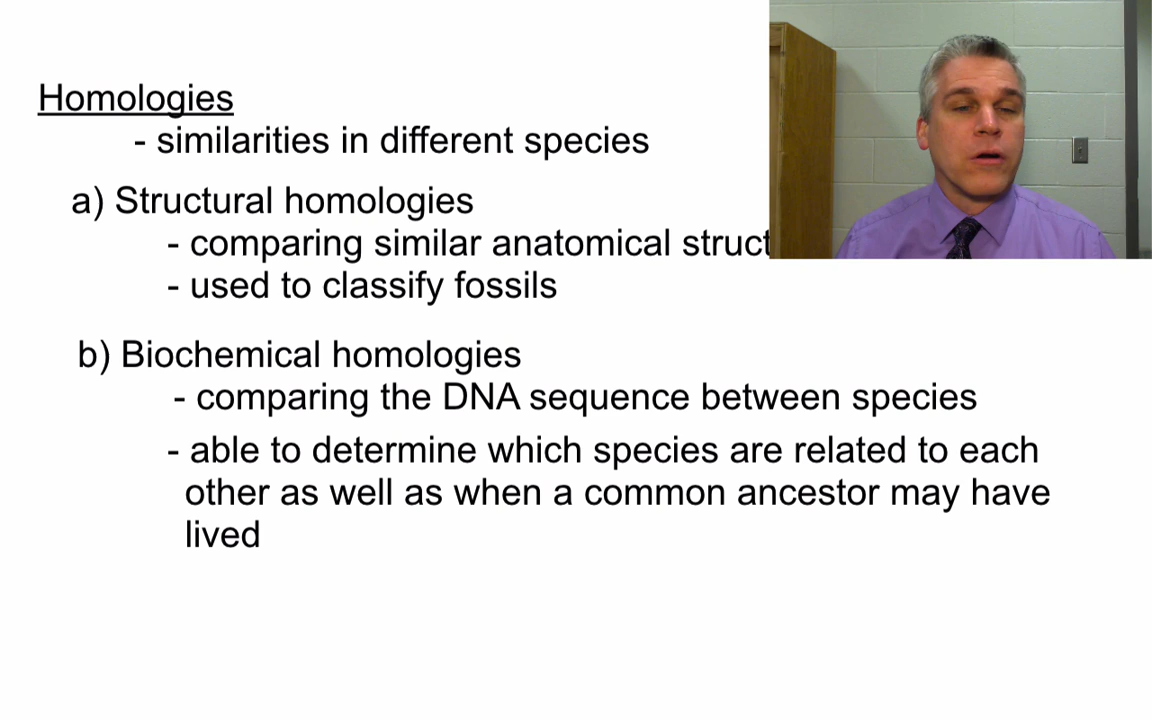 Homologies
- similarities in different species
a) Structural homologies
- comparing similar anatomical
- used to classify fossils
b) Biochemical homologies
- comparing the DNA sequence between species
- able to determine which species are related to each
other as well as when a common ancestor may have
lived